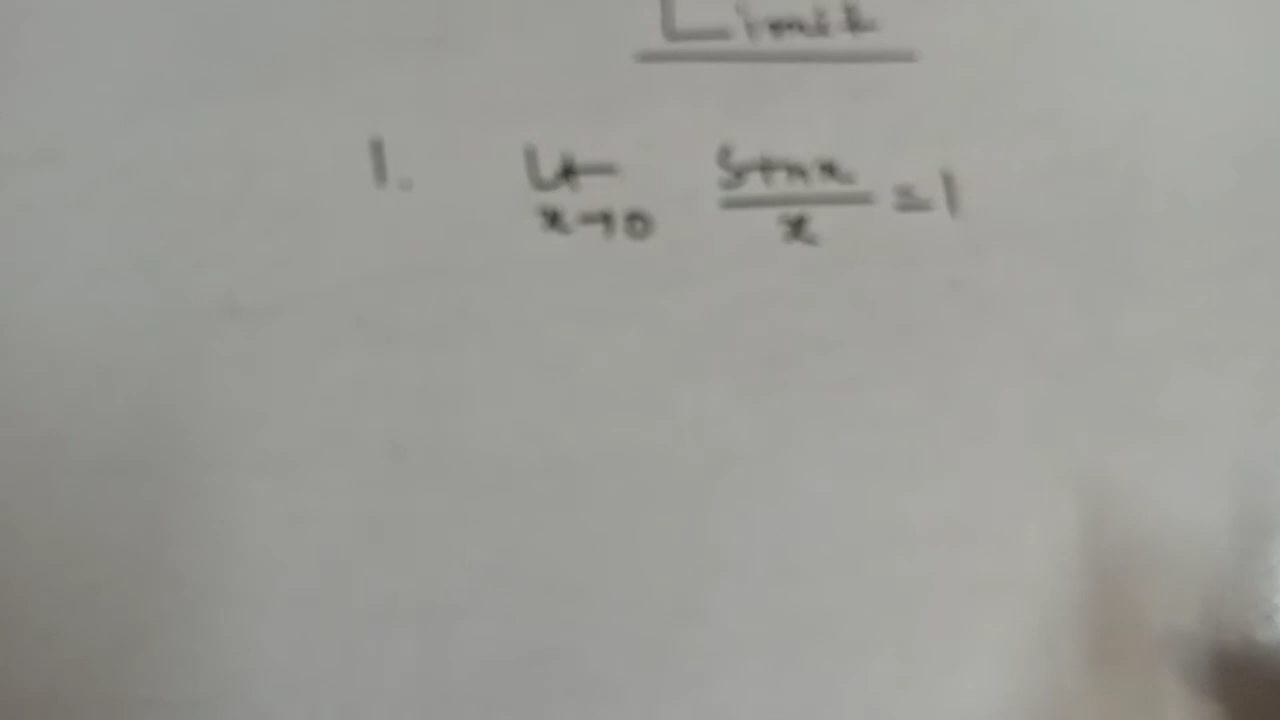 Limit
1. Lt x→0 sinx/x = 1